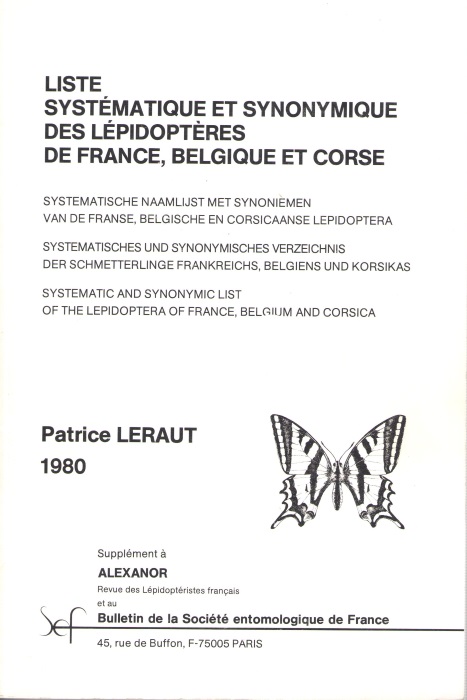 LISTE
SYSTÉMATIQUE ET SYNONYMIQUE
DES LÉPIDOPTÈRES
DE FRANCE, BELGIQUE ET CORSE
SYSTEMATISCHE NAAMLIJST MET SYNONIEMEN
VAN DE FRANSE, BELGISCHE EN CORSICAANSE LEPIDOPTERA
SYSTEMATISCHES UND SYNONYMISCHES VERZEICHNIS
DER SCHMETTERLINGE FRANKREICHS, BELGIENS UND KORSIKAS
SYSTEMATIC AND SYNONYMIC LIST
OF THE LEPIDOPTERA OF FRANCE, BELGIUM AND CORSICA
Patrice LERAUT
1980
Supplément à
ALEXANOR
Revue des Lépidoptéristes français
et au
Sef
Bulletin de la Société entomologique de France
45, rue de Buffon, F-75005 PARIS